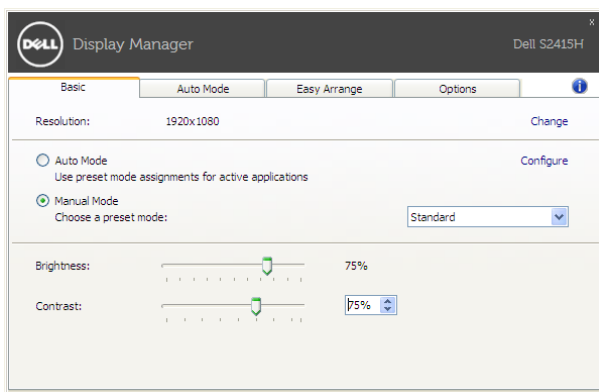 DELL Display Manager Dell S2415H
x
Basic Auto Mode Easy Arrange Options i
Resolution: 1920x1080 Change
Auto Mode Configure
Use preset mode assignments for active applications
Manual Mode
Choose a preset mode: Standard
Brightness: 75%
Contrast: 75%